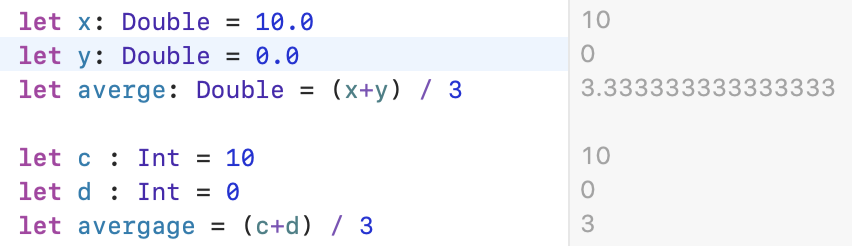 let x: Double = 10.0
10
let y: Double = 0.0
0
let averge: Double = (x+y) / 3
3.333333333333333
let c : Int = 10
10
let d : Int = 0
0
let avergage = (c+d) / 3
3